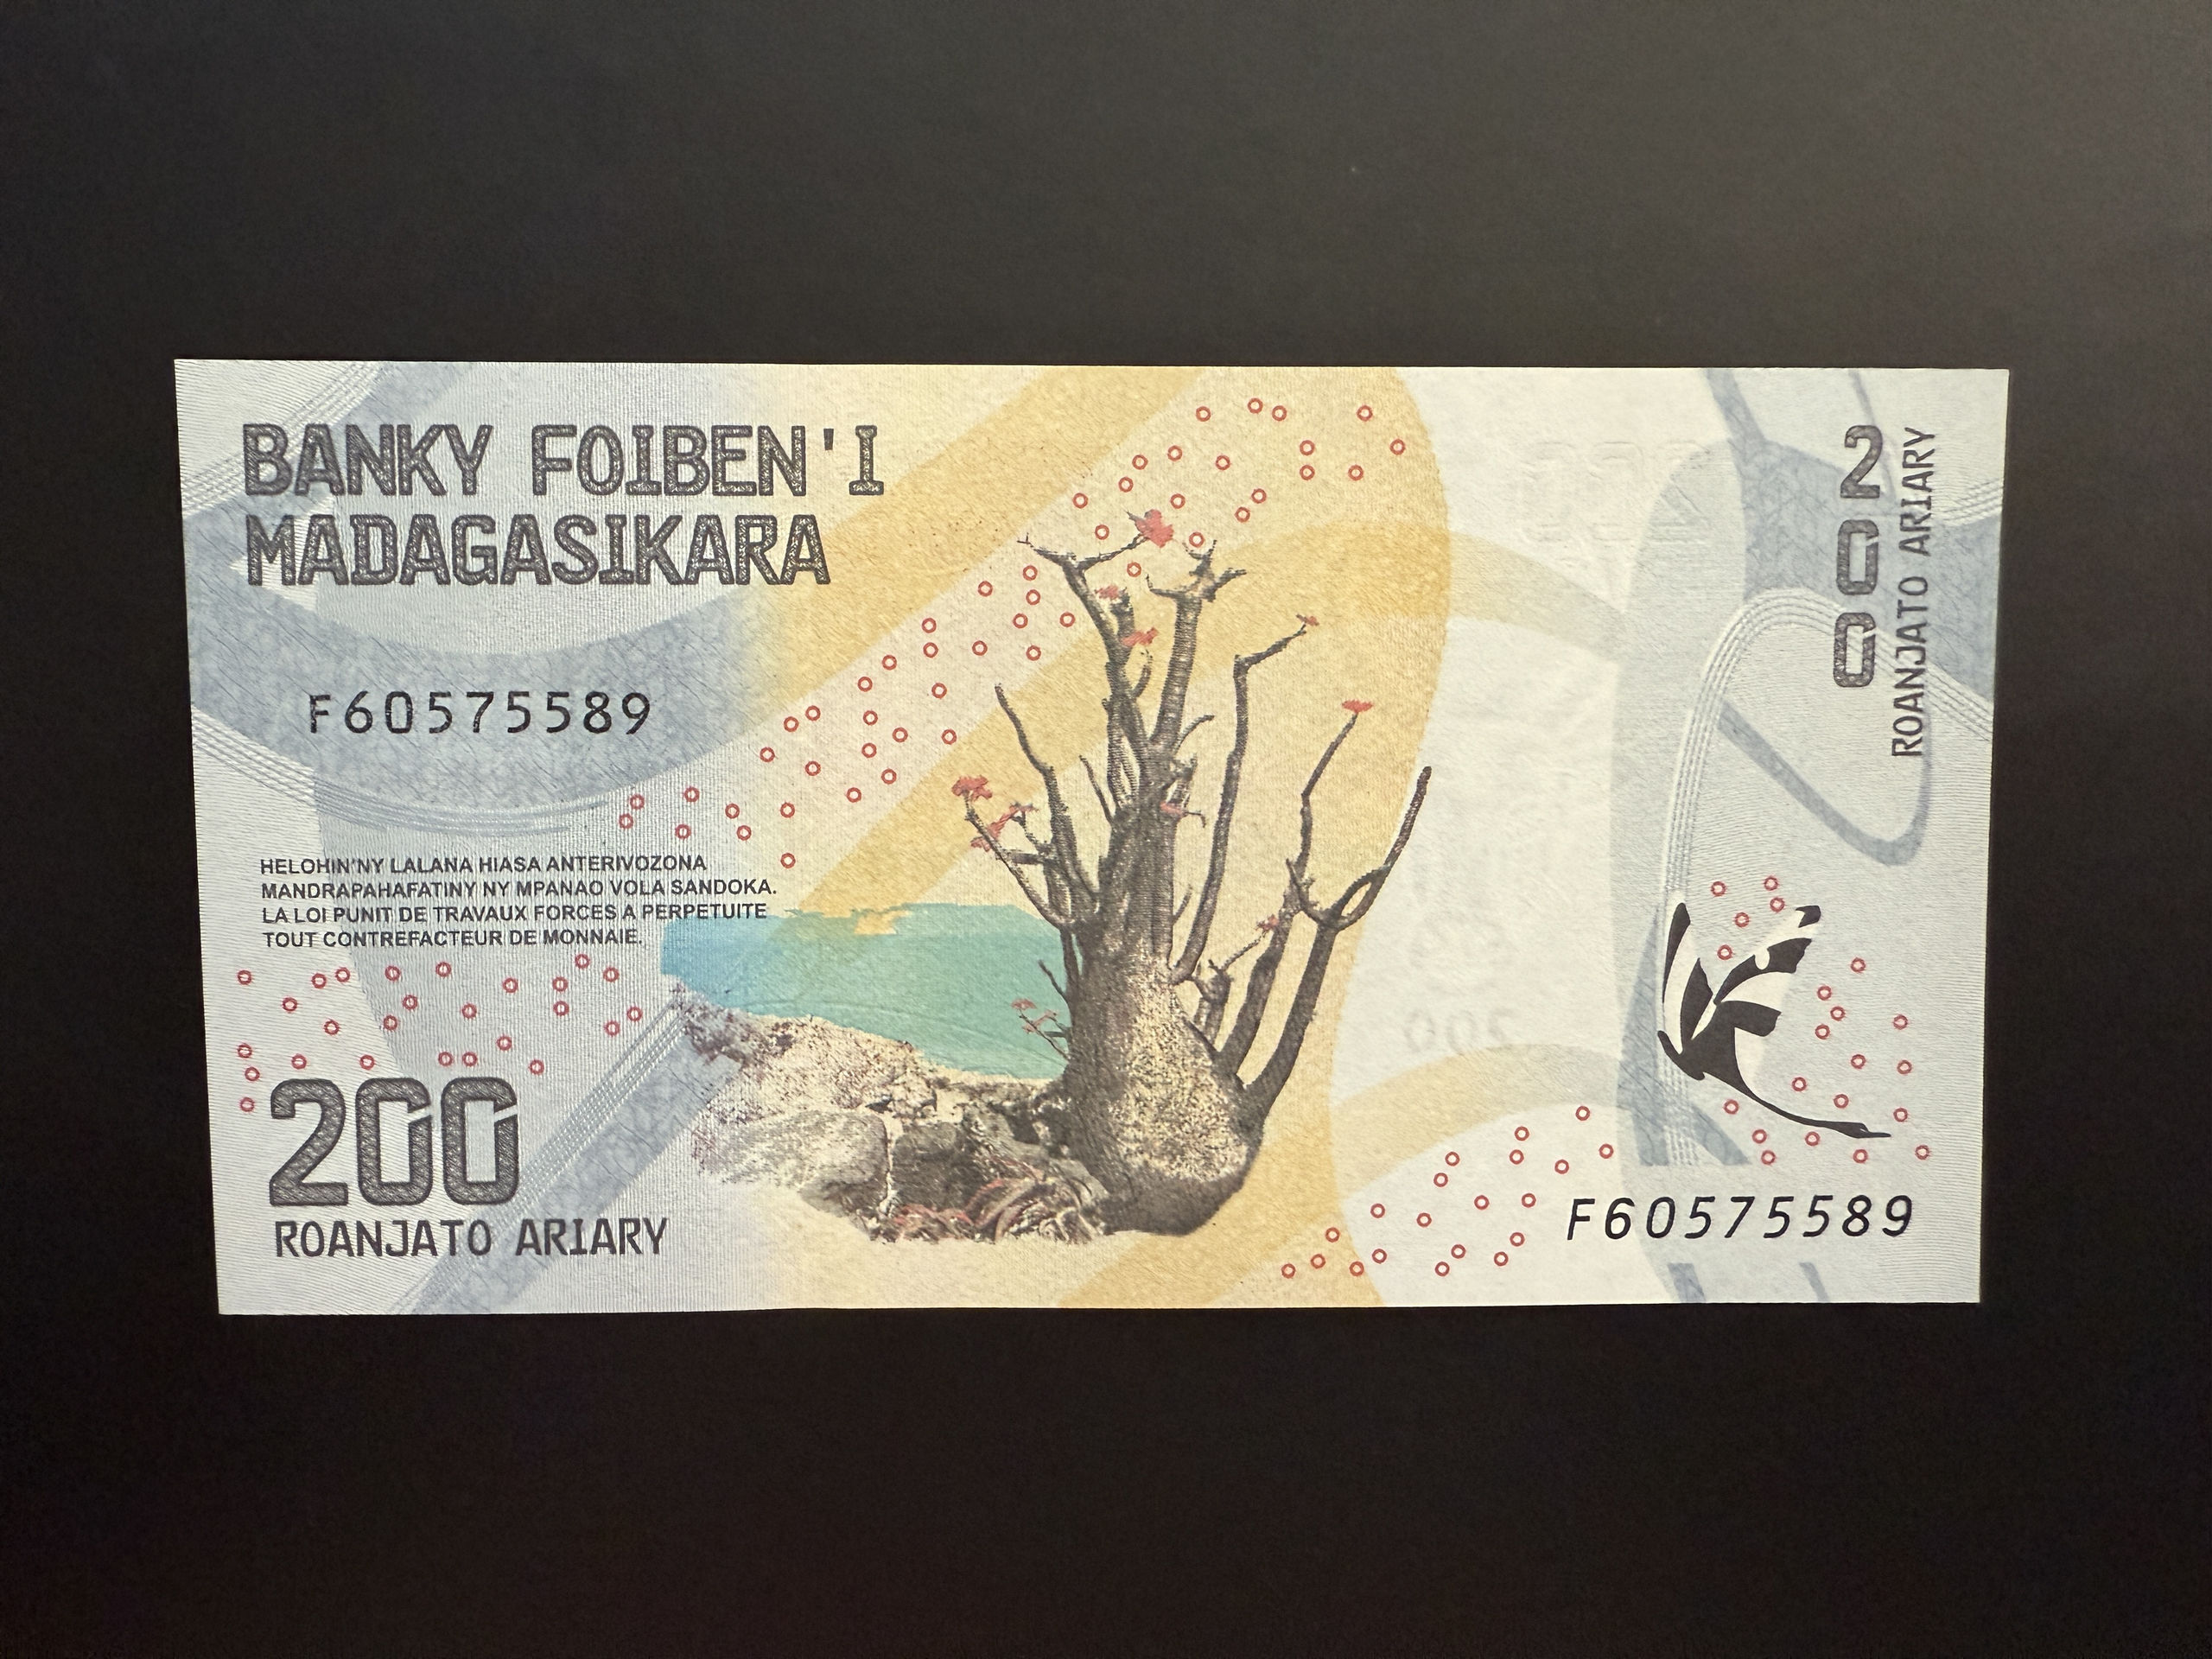 BANKY FOIBEN'I
MADAGASIKARA
F60575589
HELOHIN'NY LALANA HIASA ANTERIVOZONA
MANDRAPAHAFATINY NY MPANAO VOLA SANDOKA.
LA LOI PUNIT DE TRAVAUX FORCES A PERPETUITE
TOUT CONTREFACTEUR DE MONNAIE.
200
ROANJATO ARIARY
200
ROANJATO ARIARY
200
F60575589